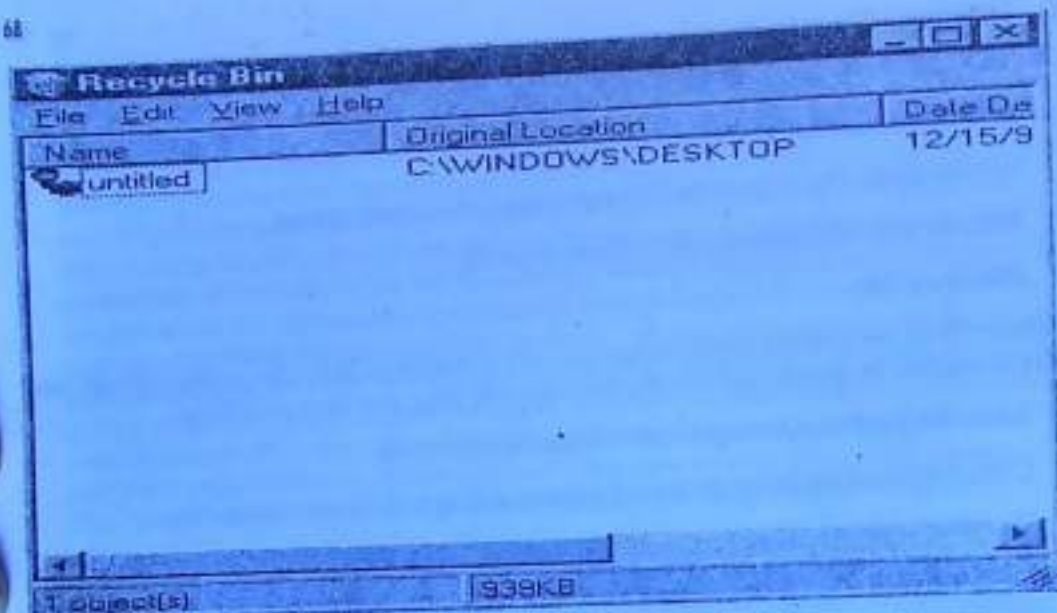 68
Recycle Bin
File Edit View Help
Name Original Location Date De
untitled C:\WINDOWS\DESKTOP 12/15/9
1 object(s) 939KB